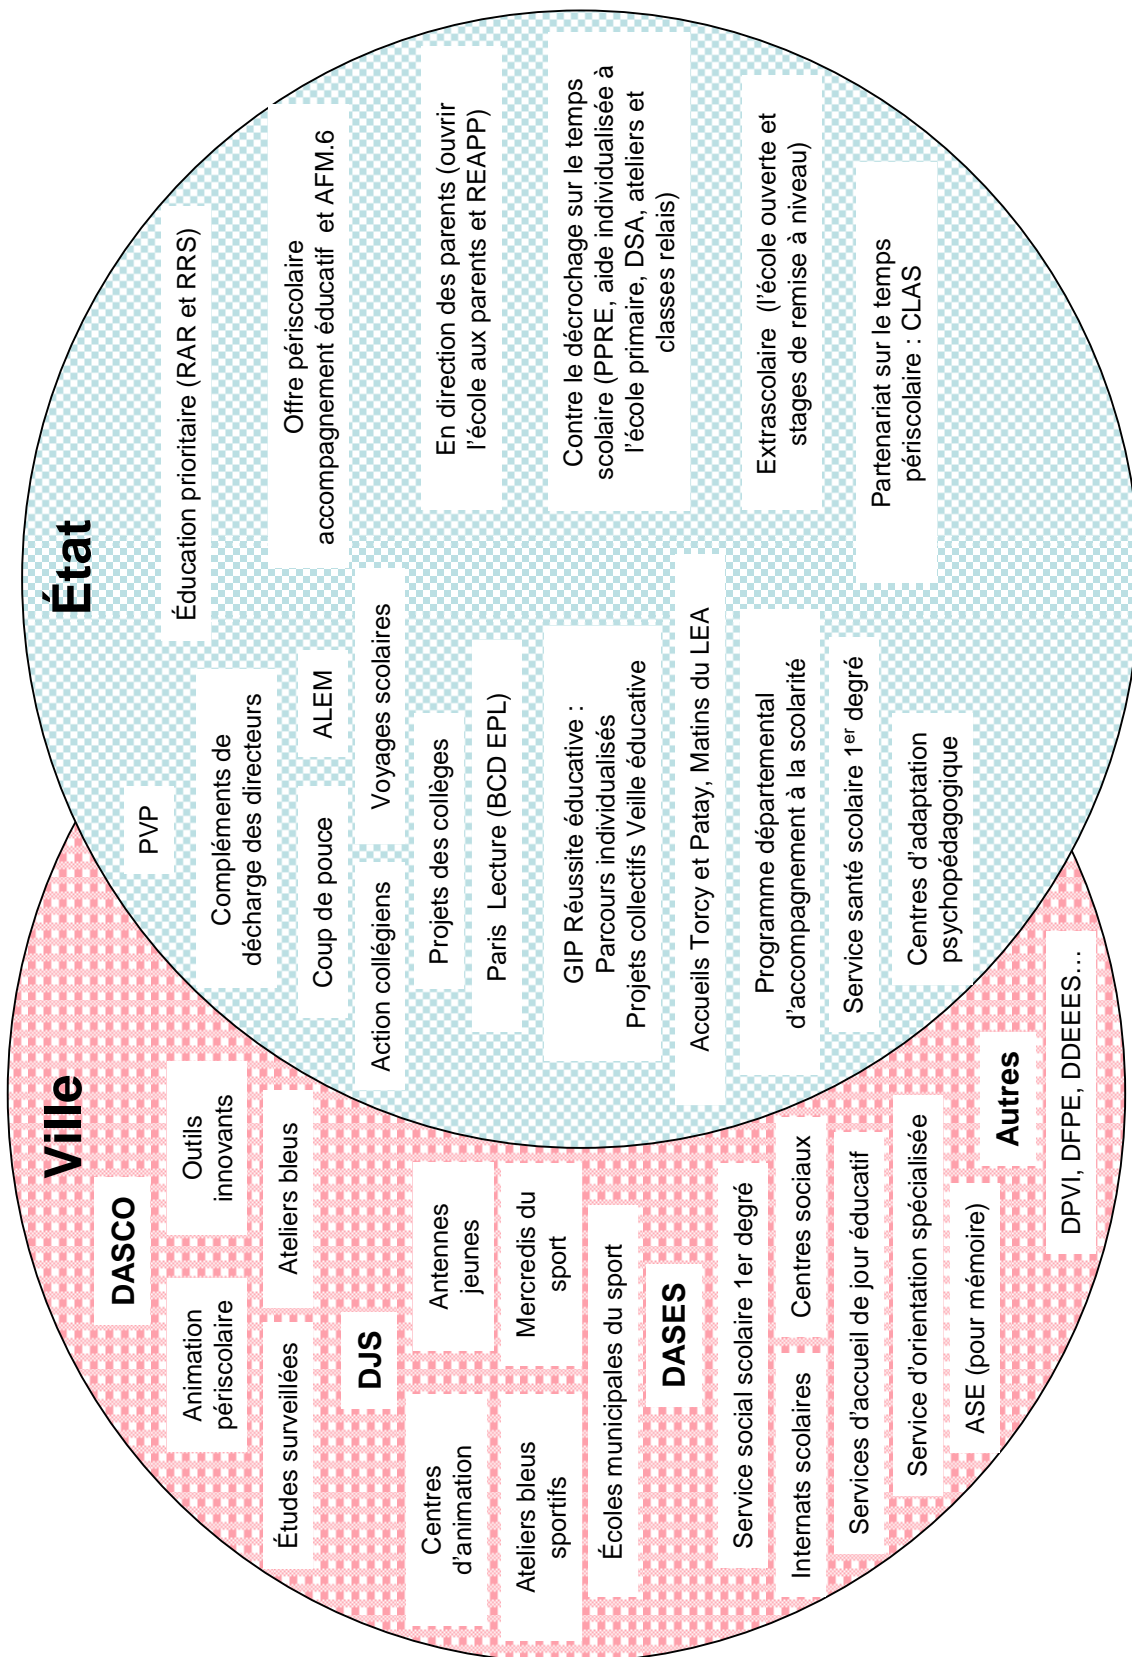 Ville
DASCO
Animation
périscolaire
Outils
innovants
Études surveillées
Ateliers bleus
DJS
Centres
d'animation
Antennes
jeunes
Ateliers bleus
sportifs
Mercredis du
sport
Écoles municipales du sport
DASES
Service social scolaire 1er degré
Internats scolaires
Centres sociaux
Services d'accueil de jour éducatif
Service d'orientation spécialisée
ASE (pour mémoire)
Autres
DPVI, DFPE, DDEEES…
PVP
Compléments de
décharge des directeurs
Coup de pouce
ALEM
Action collégiens
Voyages scolaires
Projets des collèges
Paris Lecture (BCD EPL)
GIP Réussite éducative :
Parcours individualisés
Projets collectifs Veille éducative
Accueils Torcy et Patay, Matins du LEA
Programme départemental
d'accompagnement à la scolarité
Service santé scolaire 1er degré
Centres d'adaptation
psychopédagogique
État
Éducation prioritaire (RAR et RRS)
Offre périscolaire
accompagnement éducatif et AFM.6
En direction des parents (ouvrir
l'école aux parents et REAPP)
Contre le décrochage sur le temps
scolaire (PPRE, aide individualisée à
l'école primaire, DSA, ateliers et
classes relais)
Extrascolaire (l'école ouverte et
stages de remise à niveau)
Partenariat sur le temps
périscolaire : CLAS